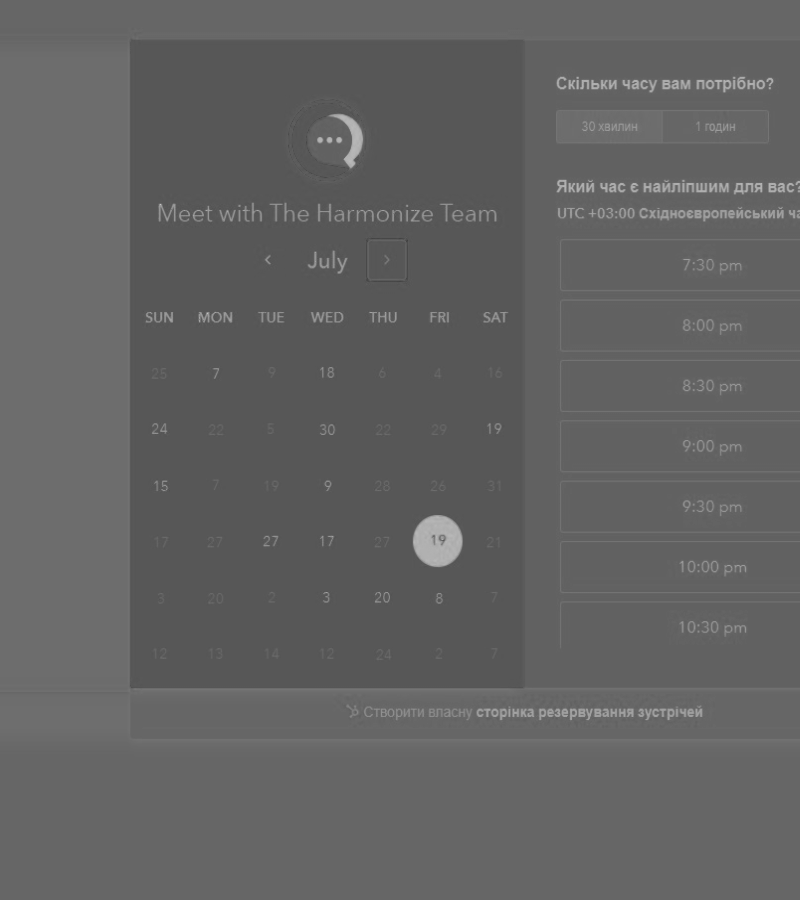 Meet with The Harmonize Team
July
SUN MON TUE WED THU FRI SAT
25 7 9 18 6 4 16
24 22 5 30 22 29 19
15 7 19 9 28 26 31
17 27 27 17 27 19 21
3 20 2 3 20 8 7
12 13 14 12 24 2 7
Скільки часу вам потрібно?
30 хвилин 1 годин
Який час є найліпшим для вас?
UTC +03:00 Східноєвропейський ча
7:30 pm
8:00 pm
8:30 pm
9:00 pm
9:30 pm
10:00 pm
10:30 pm
Створити власну сторінка резервування зустрічей